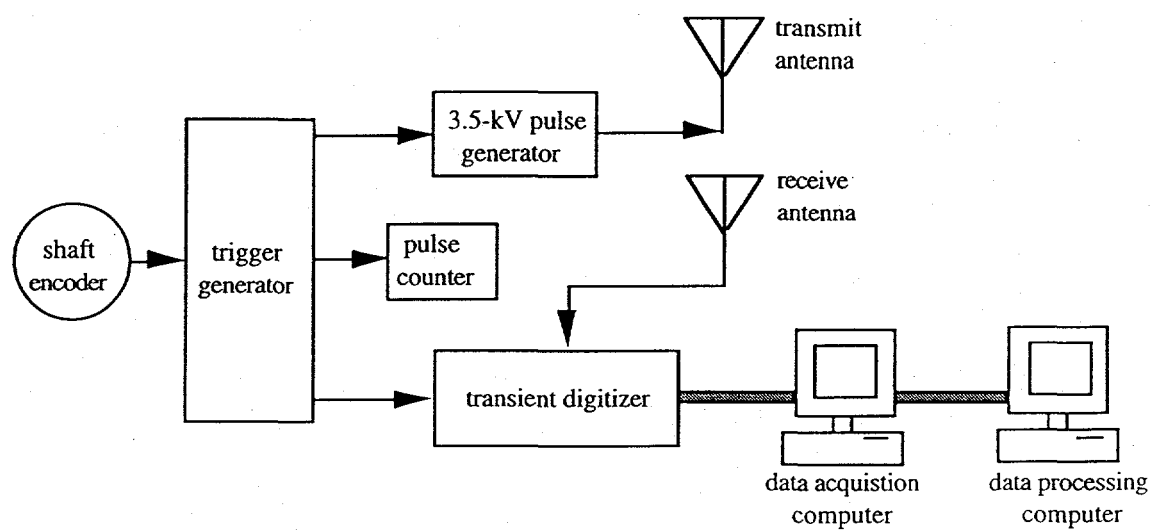 transmit
antenna
3.5-kV pulse
generator
receive
antenna
shaft
encoder
trigger
generator
pulse
counter
transient digitizer
data acquistion
computer
data processing
computer